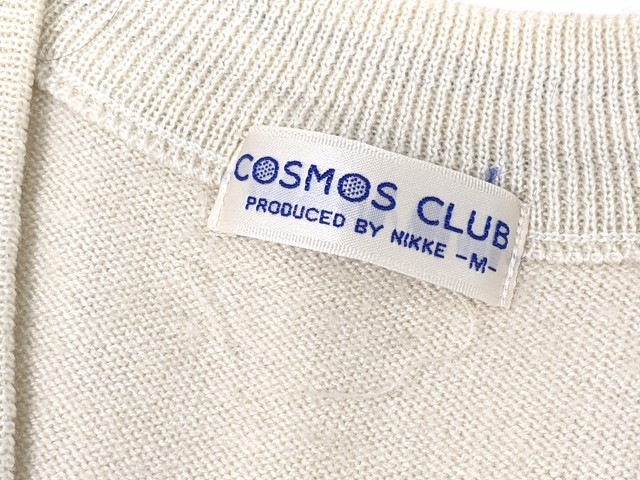 COSMOS CLUB
PRODUCED BY NIKKE -M-